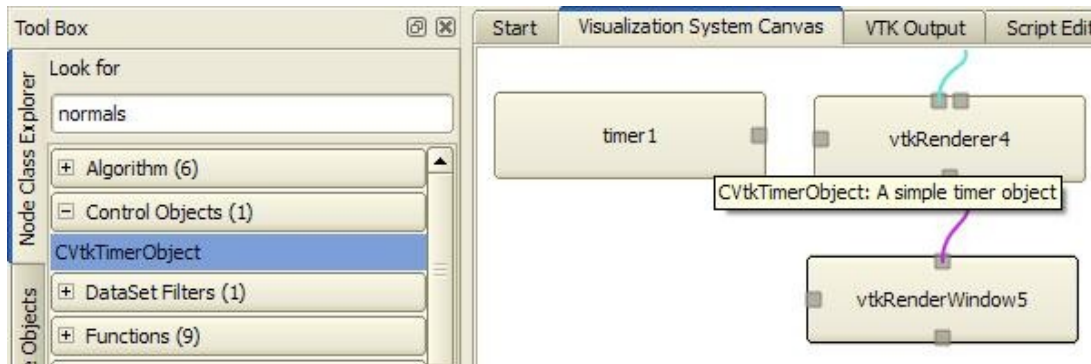 Tool Box
Start
Visualization System Canvas
VTK Output
Script Edit
Node Class Explorer
Look for
normals
Algorithm (6)
Control Objects (1)
CVtkTimerObject
DataSet Filters (1)
Functions (9)
Objects
timer1
vtkRenderer4
CVtkTimerObject: A simple timer object
vtkRenderWindow5